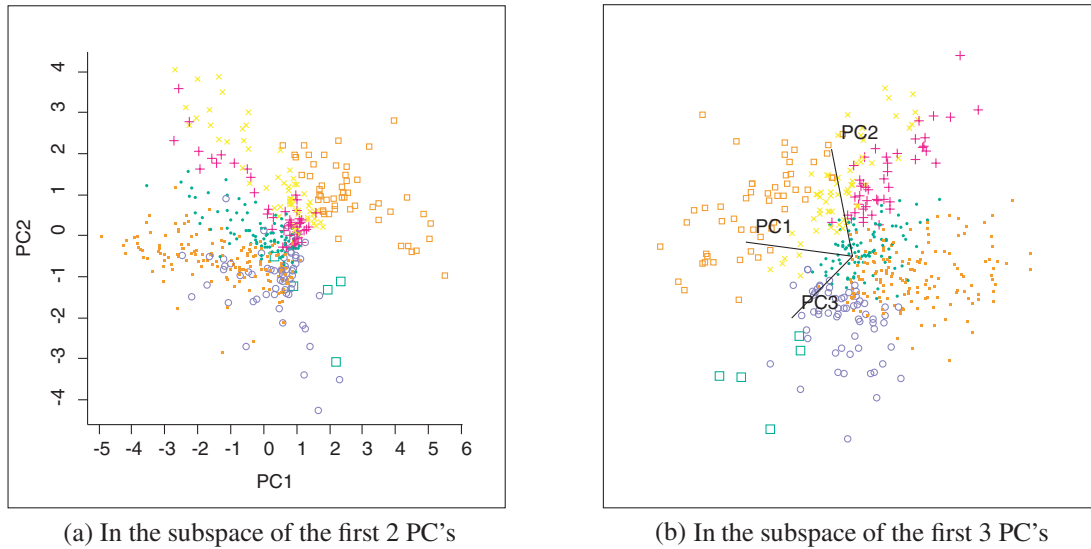 PC2
4
3
2
1
0
-1
-2
-3
-4
-5 -4 -3 -2 -1 0 1 2 3 4 5 6
PC1
(a) In the subspace of the first 2 PC's
PC2
PC1
PC3
(b) In the subspace of the first 3 PC's